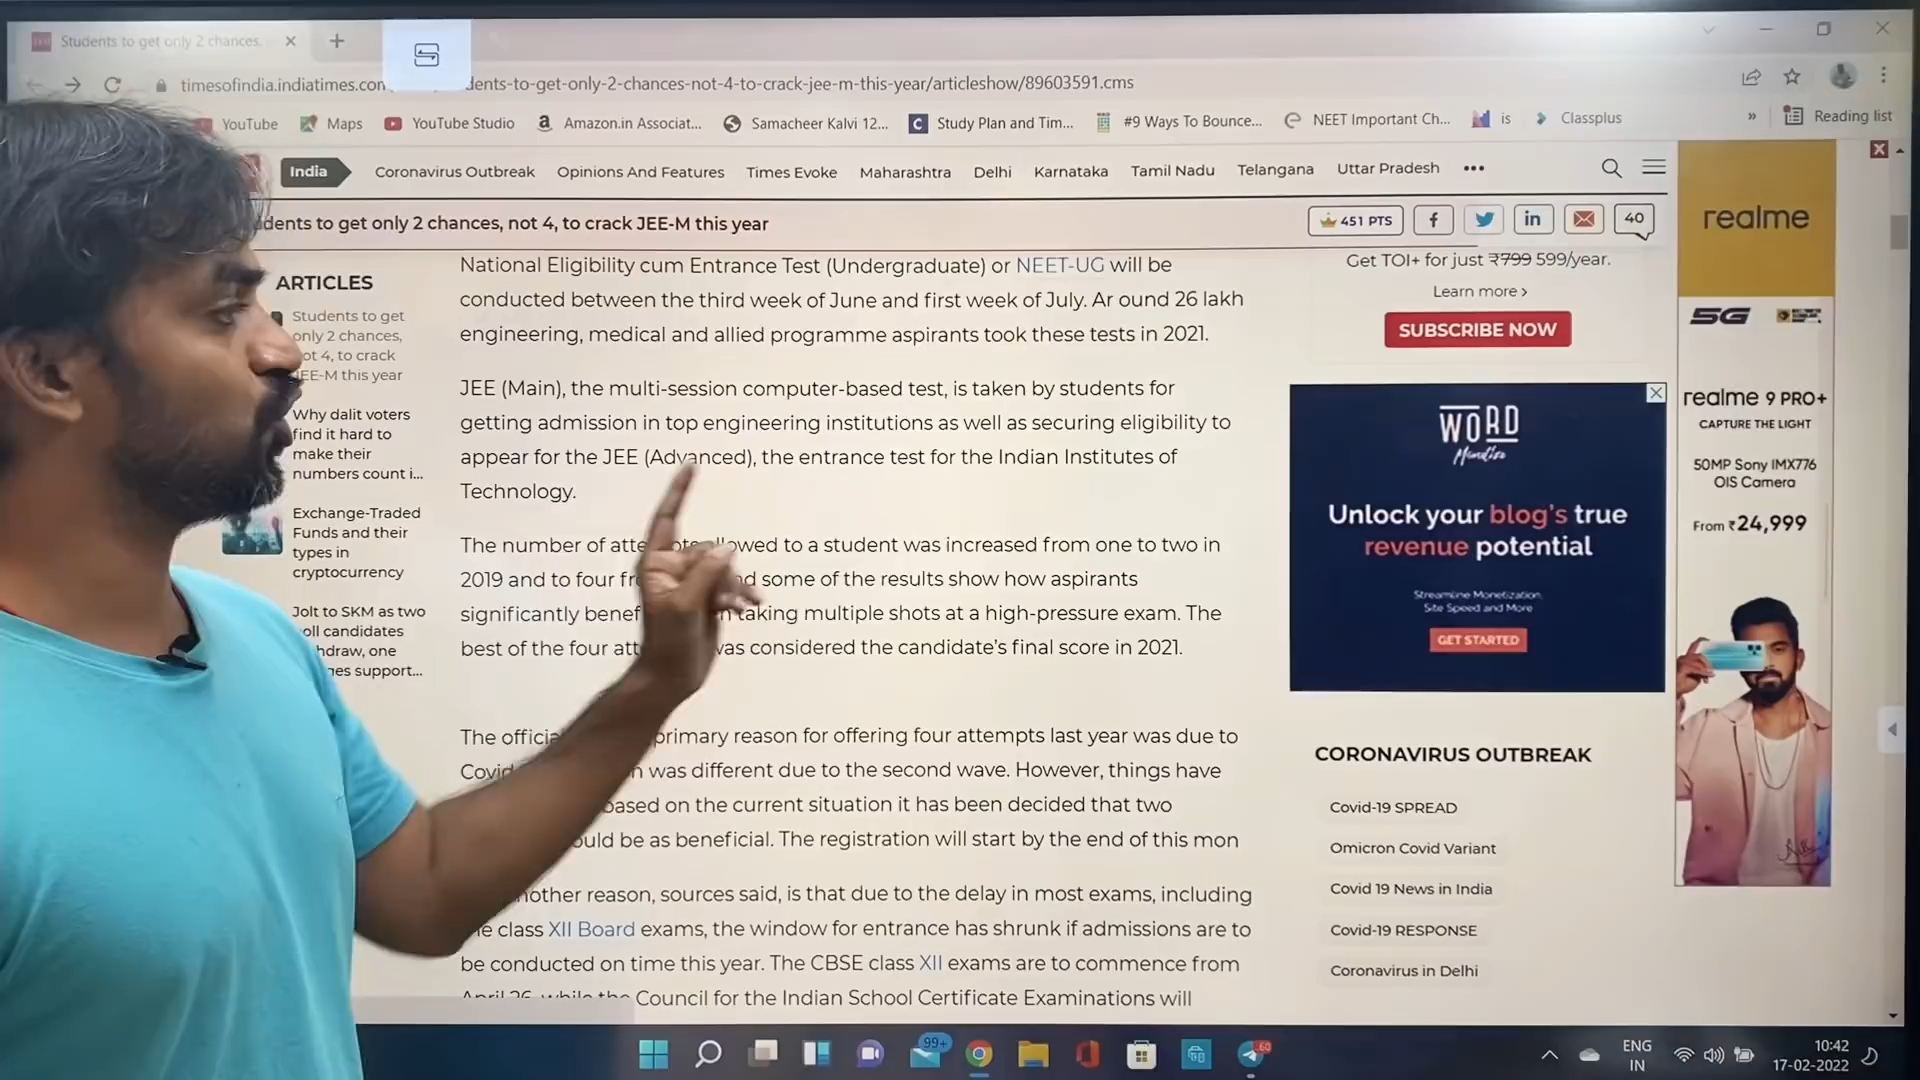 Students to get only 2 chances,
timesofindia.indiatimes.com
dents-to-get-only-2-chances-not-4-to-crack-jee-m-this-year/articleshow/89603591.cms
YouTube
Maps
YouTube Studio
Amazon.in Associat...
Samacheer Kalvi 12...
Study Plan and Tim...
#9 Ways To Bounce...
NEET Important Ch...
is
Classplus
»
Reading list
India
Coronavirus Outbreak
Opinions And Features
Times Evoke
Maharashtra
Delhi
Karnataka
Tamil Nadu
Telangana
Uttar Pradesh
•••
dents to get only 2 chances, not 4, to crack JEE-M this year
451 PTS
in
40
ARTICLES
Students to get
only 2 chances,
ot 4, to crack
EE-M this year
Why dalit voters
find it hard to
make their
numbers count i...
Exchange-Traded
Funds and their
types in
cryptocurrency
Jolt to SKM as two
oll candidates
hdraw, one
ges support...
National Eligibility cum Entrance Test (Undergraduate) or NEET-UG will be
conducted between the third week of June and first week of July. Ar ound 26 lakh
engineering, medical and allied programme aspirants took these tests in 2021.
JEE (Main), the multi-session computer-based test, is taken by students for
getting admission in top engineering institutions as well as securing eligibility to
appear for the JEE (Advanced), the entrance test for the Indian Institutes of
Technology.
The number of atte llowed to a student was increased from one to two in
2019 and to four fr d some of the results show how aspirants
significantly benef taking multiple shots at a high-pressure exam. The
best of the four att was considered the candidate's final score in 2021.
The officia primary reason for offering four attempts last year was due to
Covid n was different due to the second wave. However, things have
based on the current situation it has been decided that two
ould be as beneficial. The registration will start by the end of this mon
nother reason, sources said, is that due to the delay in most exams, including
e class XII Board exams, the window for entrance has shrunk if admissions are to
be conducted on time this year. The CBSE class XII exams are to commence from
April 26, while the Council for the Indian School Certificate Examinations will
Get TOI+ for just ₹799 599/year.
Learn more >
SUBSCRIBE NOW
WORD
Monetize
Unlock your blog's true
revenue potential
Streamline Monetization,
Site Speed and More
GET STARTED
CORONAVIRUS OUTBREAK
Covid-19 SPREAD
Omicron Covid Variant
Covid 19 News in India
Covid-19 RESPONSE
Coronavirus in Delhi
realme
5G
realme 9 PRO+
CAPTURE THE LIGHT
50MP Sony IMX776
OIS Camera
From ₹24,999
99+
60
ENG
IN
10:42
17-02-2022